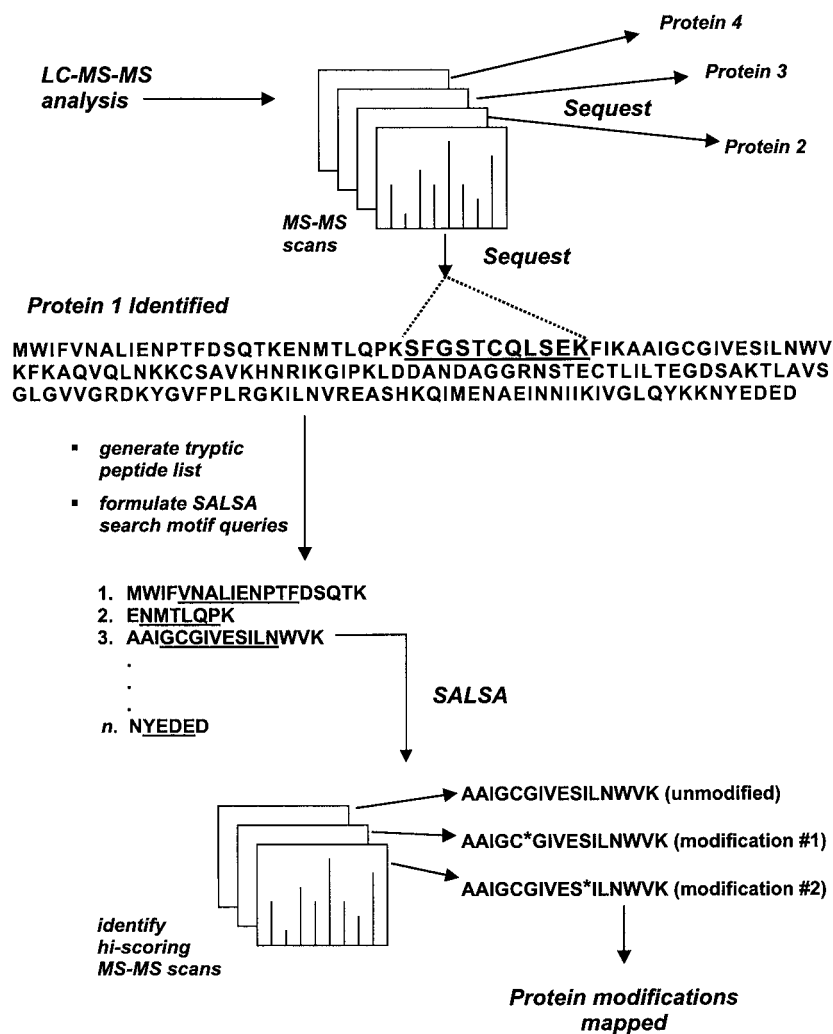 Protein 4
LC-MS-MS
analysis
Protein 3
Sequest
Protein 2
MS-MS
scans
Sequest
Protein 1 Identified
MWIFVNALIENPTFDSQTKENMTLQPKSFGSTCQLSEKFIKAAIGCGIVESILNWV
KFKAQVQLNKKCSAVKHNRIKGIPKLDDANDAGGRNSTECTLILTEGDSAKTLAVS
GLGVVGRDKYGVFPLRGKILNVREASHKQIMENAEINNIIKIVGLQYKKNYEDED
▪ generate tryptic
peptide list
▪ formulate SALSA
search motif queries
1. MWIFVNALIENPTFDSQTK
2. ENMTLQPK
3. AAIGCGIVESILNWVK
.
.
.
n. NYEDED
SALSA
AAIGCGIVESILNWVK (unmodified)
AAIGC*GIVESILNWVK (modification #1)
AAIGCGIVES*ILNWVK (modification #2)
identify
hi-scoring
MS-MS scans
Protein modifications
mapped